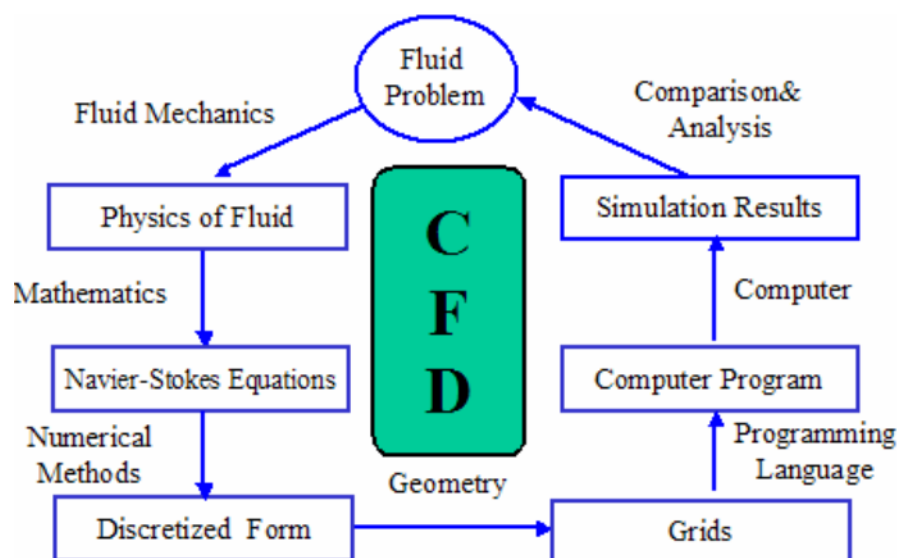 Fluid
Problem
Fluid Mechanics
Comparison&
Analysis
Physics of Fluid
Simulation Results
C
F
D
Mathematics
Computer
Navier-Stokes Equations
Computer Program
Numerical
Methods
Programming
Language
Geometry
Discretized Form
Grids